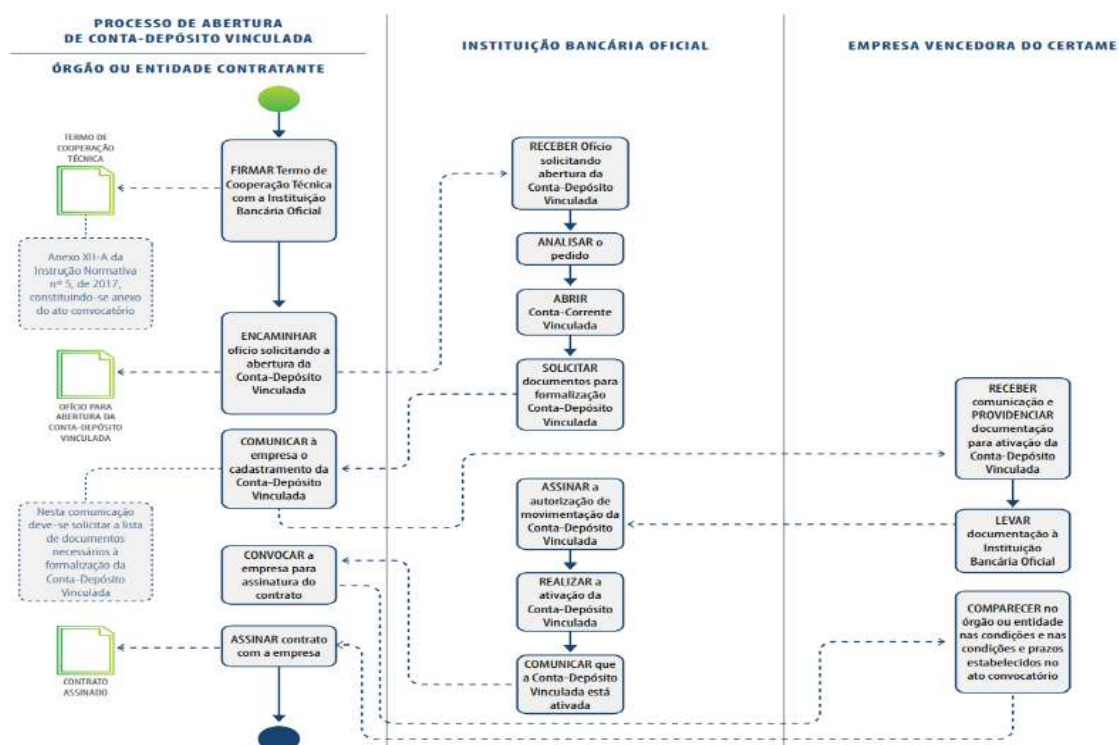 PROCESSO DE ABERTURA
DE CONTA-DEPÓSITO VINCULADA
ÓRGÃO OU ENTIDADE CONTRATANTE
TERMO DE
COOPERAÇÃO
TÉCNICA
FIRMAR Termo de
Cooperação Técnica
com a Instituição
Bancária Oficial
Anexo XII-A da
Instrução Normativa
nº 5, de 2017,
constituindo-se anexo
do ato convocatório
ENCAMINHAR
ofício solicitando a
abertura da
Conta-Depósito
Vinculada
OFÍCIO PARA
ABERTURA DA
CONTA-DEPÓSITO
VINCULADA
COMUNICAR à
empresa o
cadastramento da
Conta-Depósito
Vinculada
Nesta comunicação
deve-se solicitar a lista
de documentos
necessários à
formalização da
Conta-Depósito
Vinculada
CONVOCAR a
empresa para
assinatura do
contrato
ASSINAR contrato
com a empresa
CONTRATO
ASSINADO
INSTITUIÇÃO BANCÁRIA OFICIAL
RECEBER Ofício
solicitando
abertura da
Conta-Depósito
Vinculada
ANALISAR o
pedido
ABRIR
Conta-Corrente
Vinculada
SOLICITAR
documentos para
formalização
Conta-Depósito
Vinculada
ASSINAR a
autorização de
movimentação da
Conta-Depósito
Vinculada
REALIZAR a
ativação da
Conta-Depósito
Vinculada
COMUNICAR que
a Conta-Depósito
Vinculada está
ativada
EMPRESA VENCEDORA DO CERTAME
RECEBER
comunicação e
PROVIDENCIAR
documentação
para ativação da
Conta-Depósito
Vinculada
LEVAR
documentação à
Instituição
Bancária Oficial
COMPARECER no
órgão ou entidade
nas condições e nas
condições e prazos
estabelecidos no
ato convocatório